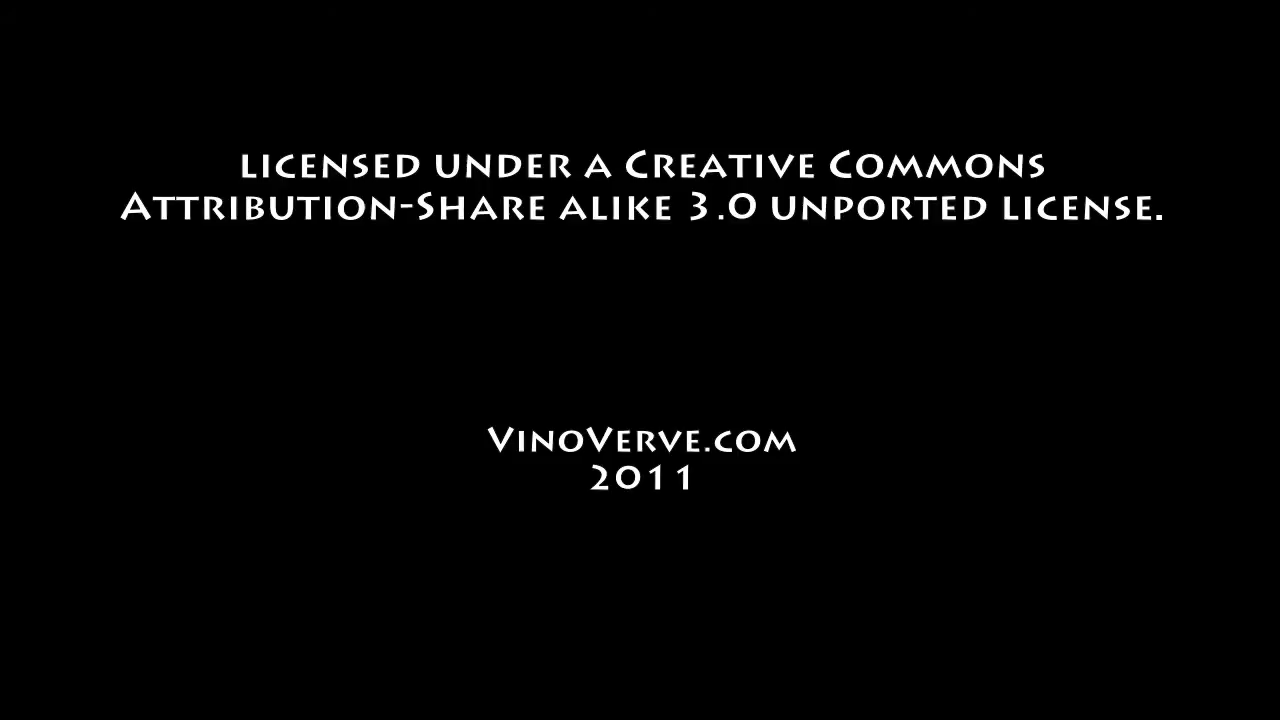 licensed under a Creative Commons
Attribution-Share alike 3.0 unported license.
VinoVerve.com
2011